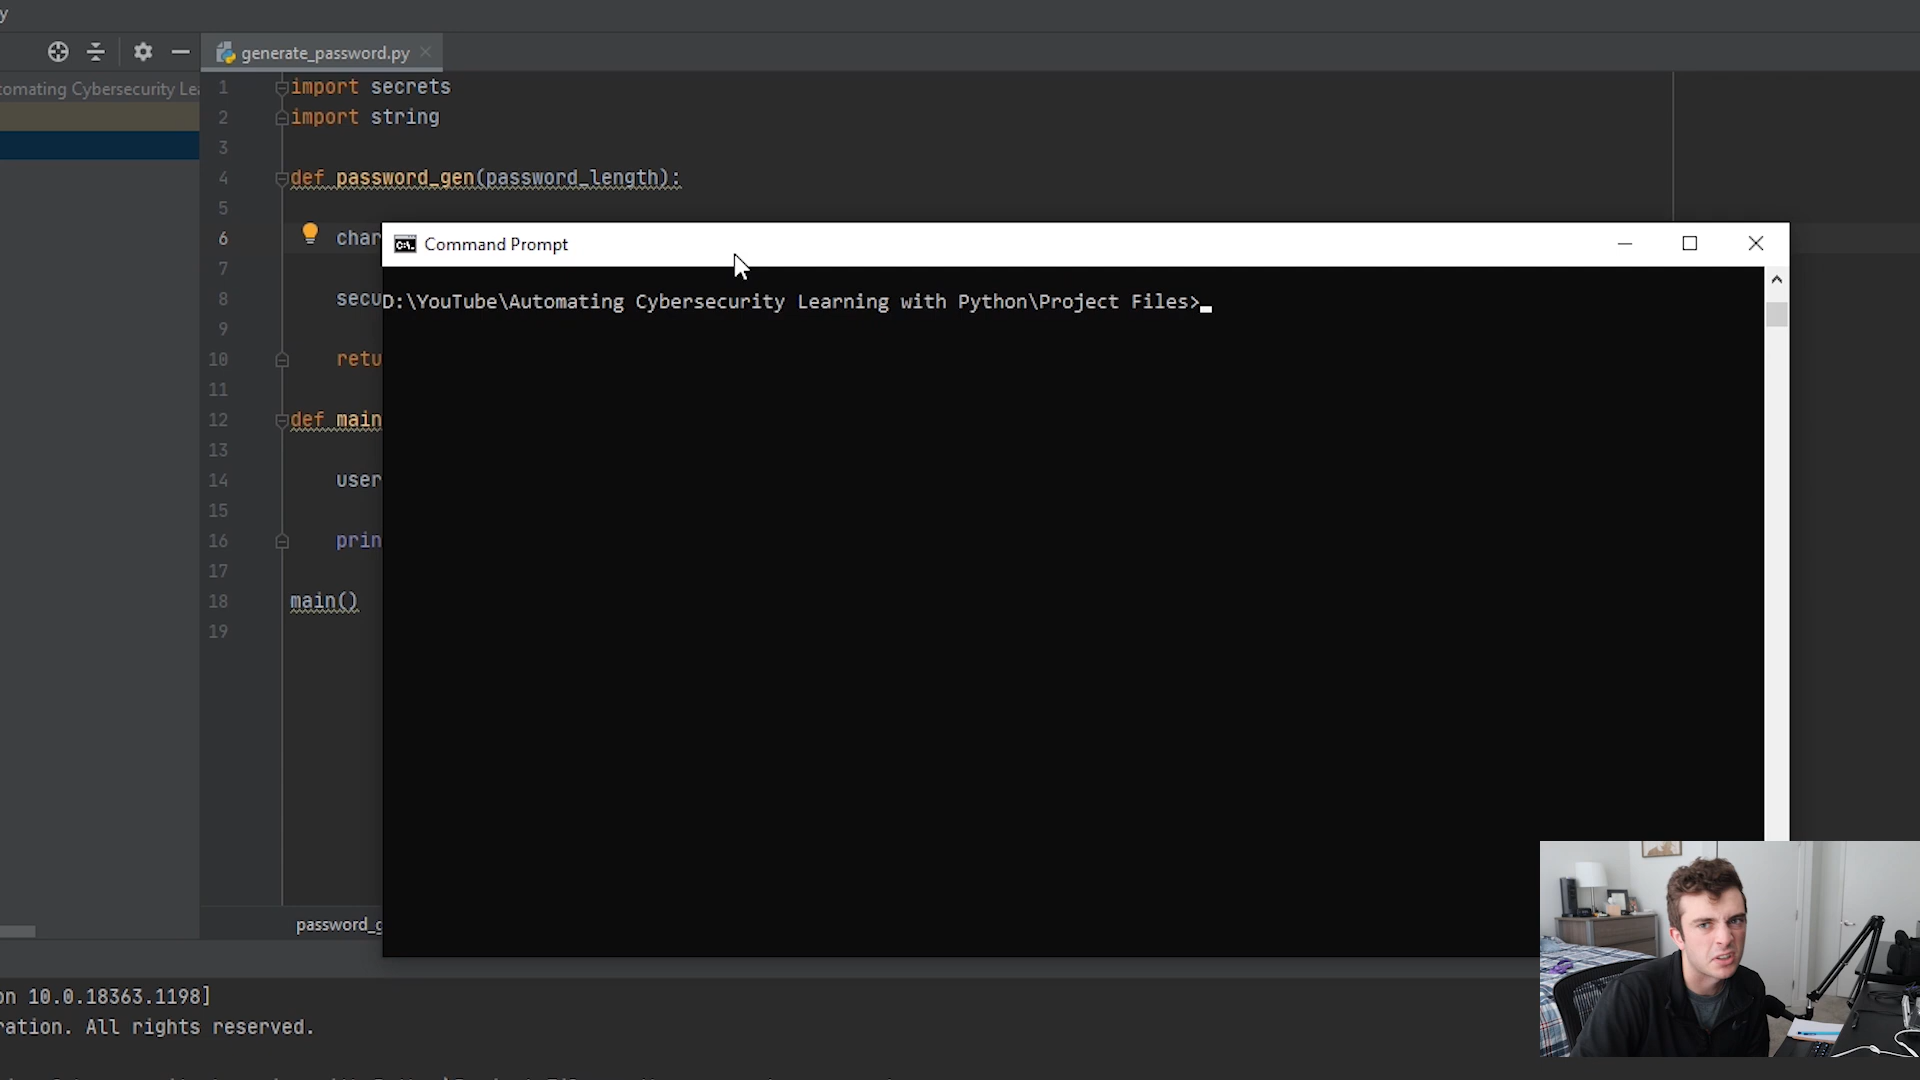 y
generate_password.py
omating Cybersecurity Lea
1 import secrets
2 import string
3
4 def password_gen(password_length):
5
6 char
7
8 secu
9
10 retu
11
12 def main
13
14 user
15
16 prin
17
18 main()
19
Command Prompt
D:\YouTube\Automating Cybersecurity Learning with Python\Project Files>
password_g
on 10.0.18363.1198]
ration. All rights reserved.